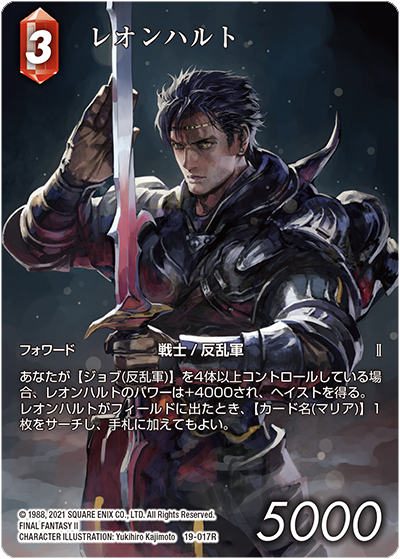 3
レオンハルト
フォワード 戦士 / 反乱軍 Ⅱ
あなたが【ジョブ(反乱軍)】を4体以上コントロールしている場
合、レオンハルトのパワーは+4000され、ヘイストを得る。
レオンハルトがフィールドに出たとき、【カード名(マリア)】1
枚をサーチし、手札に加えてもよい。
© 1988, 2021 SQUARE ENIX CO., LTD. All Rights Reserved.
FINAL FANTASY II
CHARACTER ILLUSTRATION: Yukihiro Kajimoto 19-017R
5000